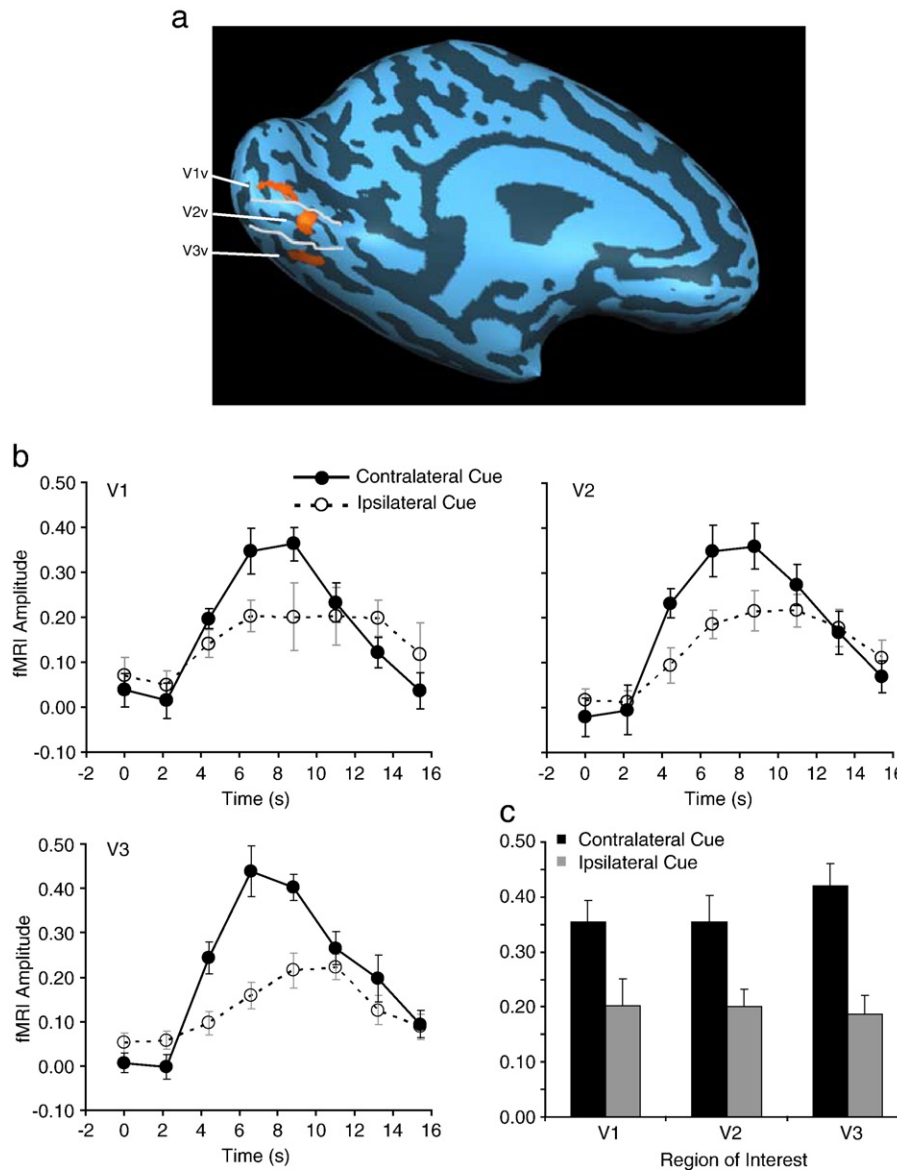 a
V1v
V2v
V3v
b
0.50
V1
Contralateral Cue
Ipsilateral Cue
V2
0.40
0.30
0.20
0.10
0.00
-0.10
fMRI Amplitude
-2 0 2 4 6 8 10 12 14 16
Time (s)
-2 0 2 4 6 8 10 12 14 16
Time (s)
V3
0.50
0.40
0.30
0.20
0.10
0.00
-0.10
fMRI Amplitude
-2 0 2 4 6 8 10 12 14 16
Time (s)
c
0.50
Contralateral Cue
Ipsilateral Cue
0.40
0.30
0.20
0.10
0.00
V1 V2 V3
Region of Interest